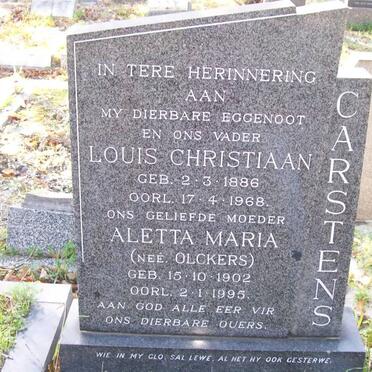 IN TERE HERINNERING
AAN
MY DIERBARE EGGENOOT
EN ONS VADER
LOUIS CHRISTIAAN
GEB. 2-3-1886
OORL. 17-4-1968.
ONS GELIEFDE MOEDER
ALETTA MARIA
(NEÉ. OLCKERS)
GEB. 15-10-1902
OORL. 2-1-1995.
AAN GOD ALLE EER VIR
ONS DIERBARE OUERS.
CARSTENS
WIE IN MY GLO, SAL LEWE, AL HET HY OOK GESTERWE.